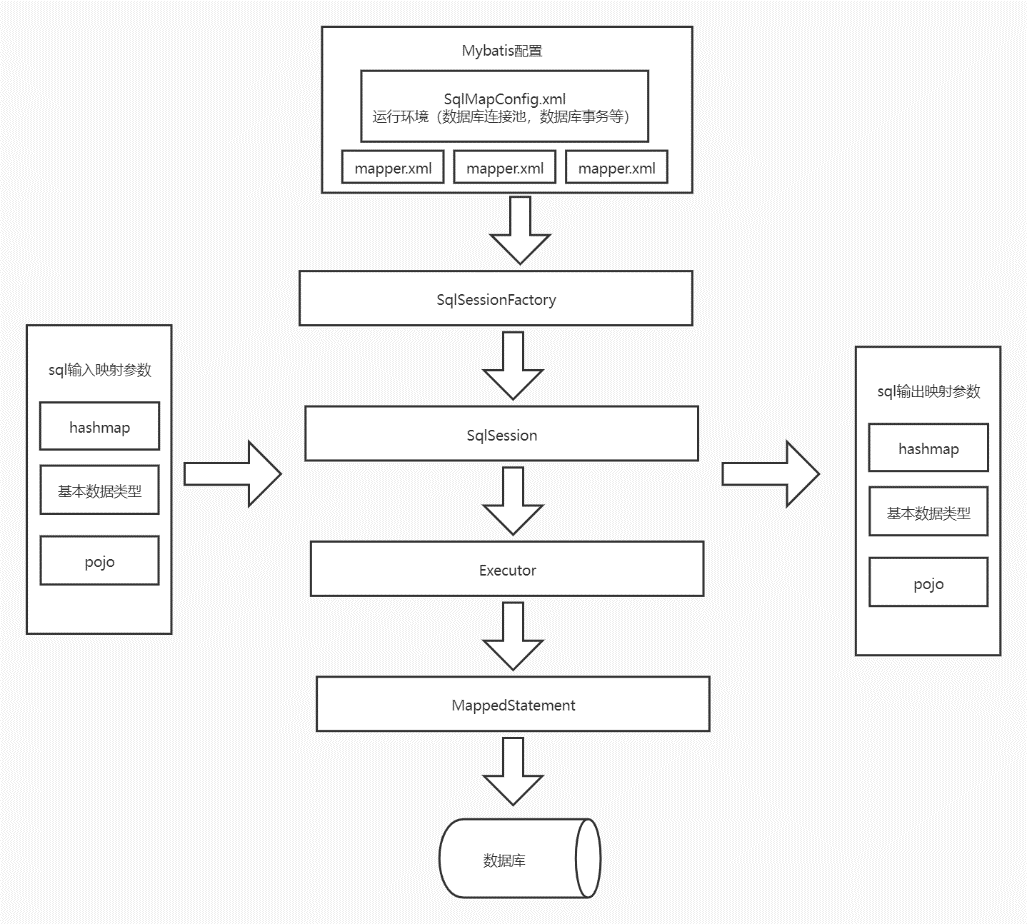 Mybatis配置
SqlMapConfig.xml
运行环境（数据库连接池，数据库事务等）
mapper.xml
mapper.xml
mapper.xml
SqlSessionFactory
sql输入映射参数
hashmap
基本数据类型
pojo
SqlSession
Executor
MappedStatement
数据库
sql输出映射参数
hashmap
基本数据类型
pojo